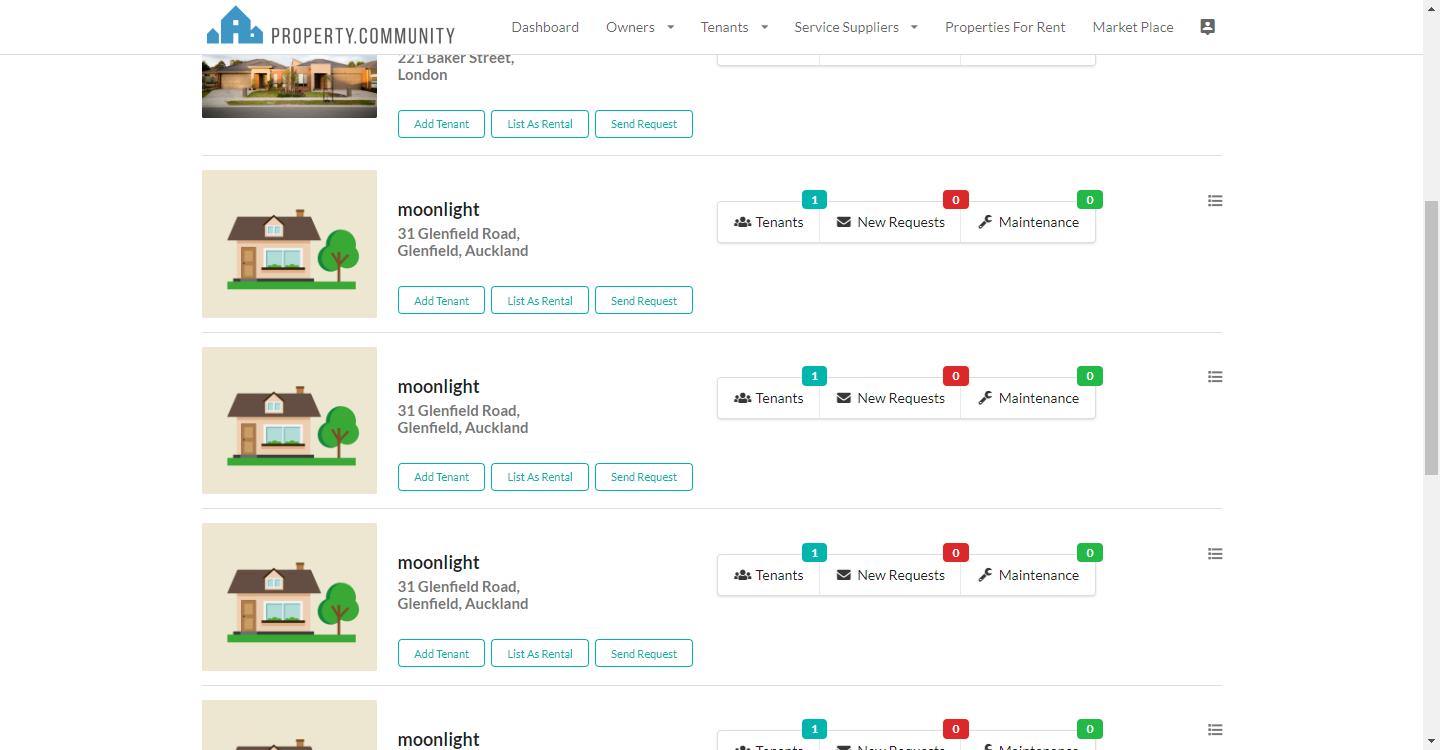 PROPERTY.COMMUNITY
Dashboard Owners Tenants Service Suppliers Properties For Rent Market Place
221 Baker Street,
London
Add Tenant List As Rental Send Request
moonlight
31 Glenfield Road,
Glenfield, Auckland
1 0 0
Tenants New Requests Maintenance
Add Tenant List As Rental Send Request
moonlight
31 Glenfield Road,
Glenfield, Auckland
1 0 0
Tenants New Requests Maintenance
Add Tenant List As Rental Send Request
moonlight
31 Glenfield Road,
Glenfield, Auckland
1 0 0
Tenants New Requests Maintenance
Add Tenant List As Rental Send Request
moonlight
1 0 0
Tenants New Requests Maintenance